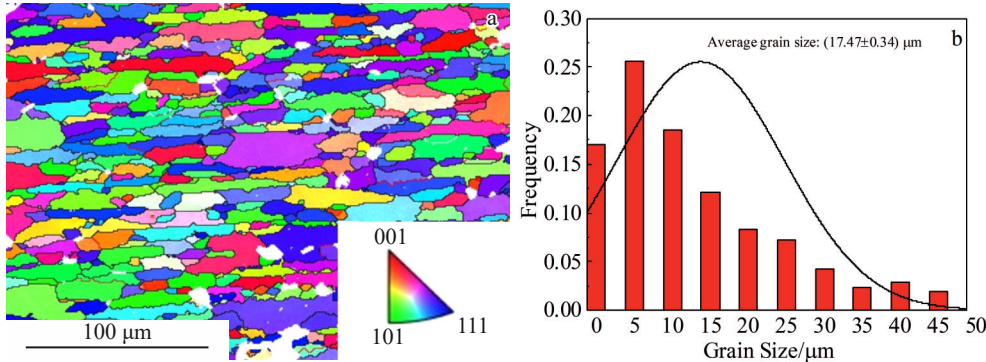 a
001
101
111
100 μm
b
Average grain size: (17.47±0.34) μm
Frequency
0.30
0.25
0.20
0.15
0.10
0.05
0.00
0 5 10 15 20 25 30 35 40 45 50
Grain Size/μm